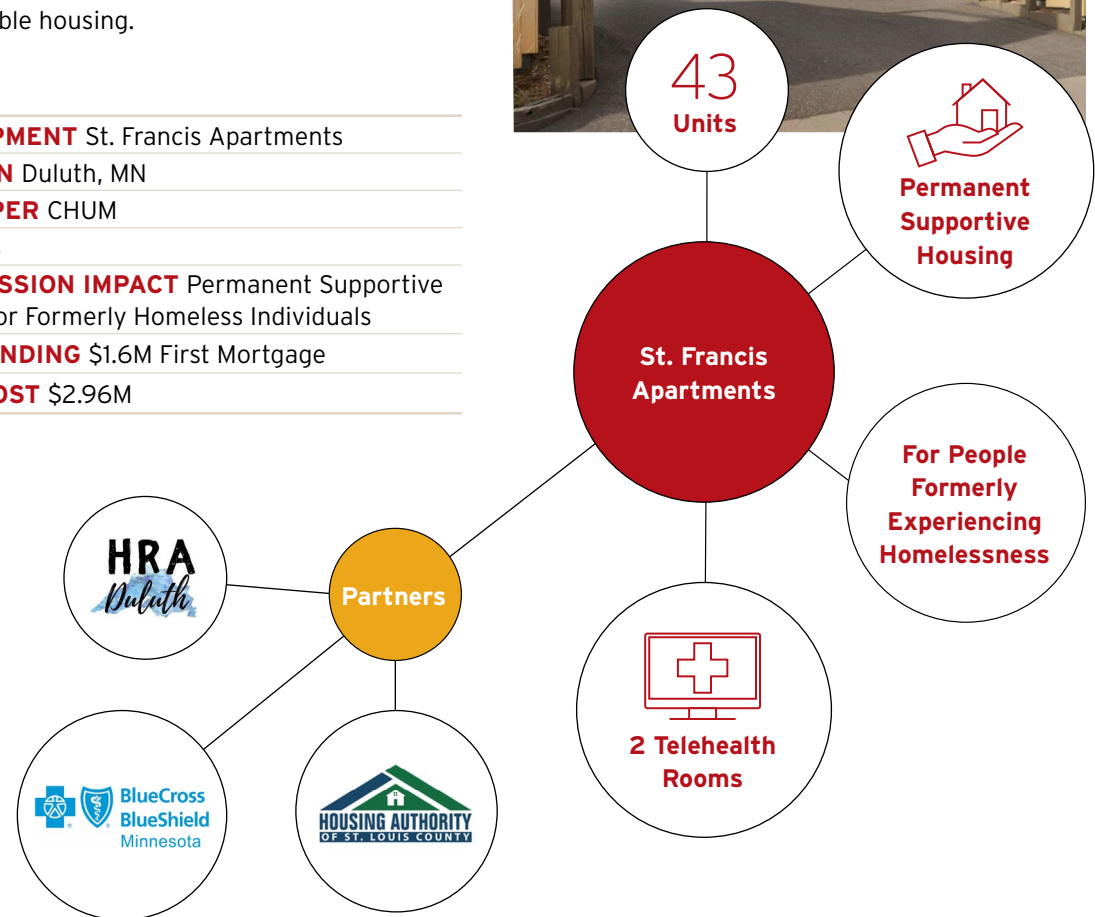 ble housing.
PMENT St. Francis Apartments
N Duluth, MN
PER CHUM
SSION IMPACT Permanent Supportive
or Formerly Homeless Individuals
NDING $1.6M First Mortgage
OST $2.96M
43
Units
Permanent
Supportive
Housing
St. Francis
Apartments
For People
Formerly
Experiencing
Homelessness
2 Telehealth
Rooms
Partners
HRA
Duluth
BlueCross
BlueShield
Minnesota
HOUSING AUTHORITY
OF ST. LOUIS COUNTY